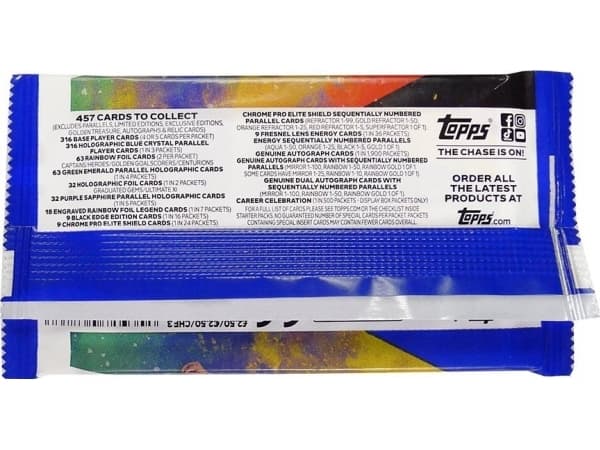 457 CARDS TO COLLECT
(EXCLUDES PARALLELS, LIMITED EDITIONS, EXCLUSIVE EDITIONS,
GOLDEN TREASURE, AUTOGRAPHS & RELIC CARDS)
316 BASE PLAYER CARDS (4 OR 5 CARDS PER PACKET)
316 HOLOGRAPHIC BLUE CRYSTAL PARALLEL
PLAYER CARDS (1 IN 3 PACKETS)
63 RAINBOW FOIL CARDS (2 PER PACKET)
CAPTAINS/HEROES/GOLDEN GOALSCORERS/CENTURIONS
63 GREEN EMERALD PARALLEL HOLOGRAPHIC CARDS
(1 IN 4 PACKETS)
32 HOLOGRAPHIC FOIL CARDS (1 IN 2 PACKETS)
GRADUATED GEMS/ULTIMATE XI
32 PURPLE SAPPHIRE PARALLEL HOLOGRAPHIC CARDS
(1 IN 5 PACKETS)
18 ENGRAVED RAINBOW FOIL LEGEND CARDS (1 IN 7 PACKETS)
9 BLACK EDGE EDITION CARDS (1 IN 16 PACKETS)
9 CHROME PRO ELITE SHIELD CARDS (1 IN 24 PACKETS)
CHROME PRO ELITE SHIELD SEQUENTIALLY NUMBERED
PARALLEL CARDS (REFRACTOR 1-99, GOLD REFRACTOR 1-50,
ORANGE REFRACTOR 1-25, RED REFRACTOR 1-5, SUPERFRACTOR 1 OF 1)
9 FRESNEL LENS ENERGY CARDS (1 IN 36 PACKETS)
ENERGY SEQUENTIALLY NUMBERED PARALLELS
(AQUA 1-50, ORANGE 1-25, BLACK 1-5, GOLD 1 OF 1)
GENUINE AUTOGRAPH CARDS (1 IN 1,900 PACKETS)
GENUINE AUTOGRAPH CARDS WITH SEQUENTIALLY NUMBERED
PARALLELS (MIRROR 1-100, RAINBOW 1-50, RAINBOW GOLD 1 OF 1)
SOME CARDS HAVE MIRROR 1-25, RAINBOW 1-10, RAINBOW GOLD 1 OF 1)
GENUINE DUAL AUTOGRAPH CARDS WITH
SEQUENTIALLY NUMBERED PARALLELS
(MIRROR 1-100, RAINBOW 1-50, RAINBOW GOLD 1 OF 1)
CAREER CELEBRATION (1 IN 500 PACKETS - DISPLAY BOX PACKETS ONLY)
FOR A FULL LIST OF CARDS PLEASE SEE TOPPS.COM OR THE CHECKLIST INSIDE
STARTER PACKS. NO GUARANTEED NUMBER OF SPECIAL CARDS PER PACKET. PACKETS
CONTAINING SPECIAL INSERT CARDS MAY CONTAIN FEWER CARDS OVERALL.
Topps
THE CHASE IS ON!
ORDER ALL
THE LATEST
PRODUCTS AT
Topps.com
£2.50/€2.50/CHF3